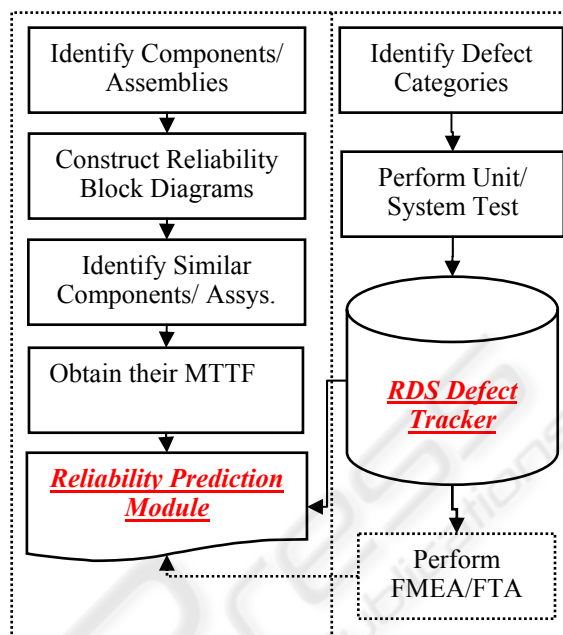 Identify Components/
Assemblies
Construct Reliability
Block Diagrams
Identify Similar
Components/ Assys.
Obtain their MTTF
Reliability Prediction
Module
Identify Defect
Categories
Perform Unit/
System Test
RDS Defect
Tracker
Perform
FMEA/FTA